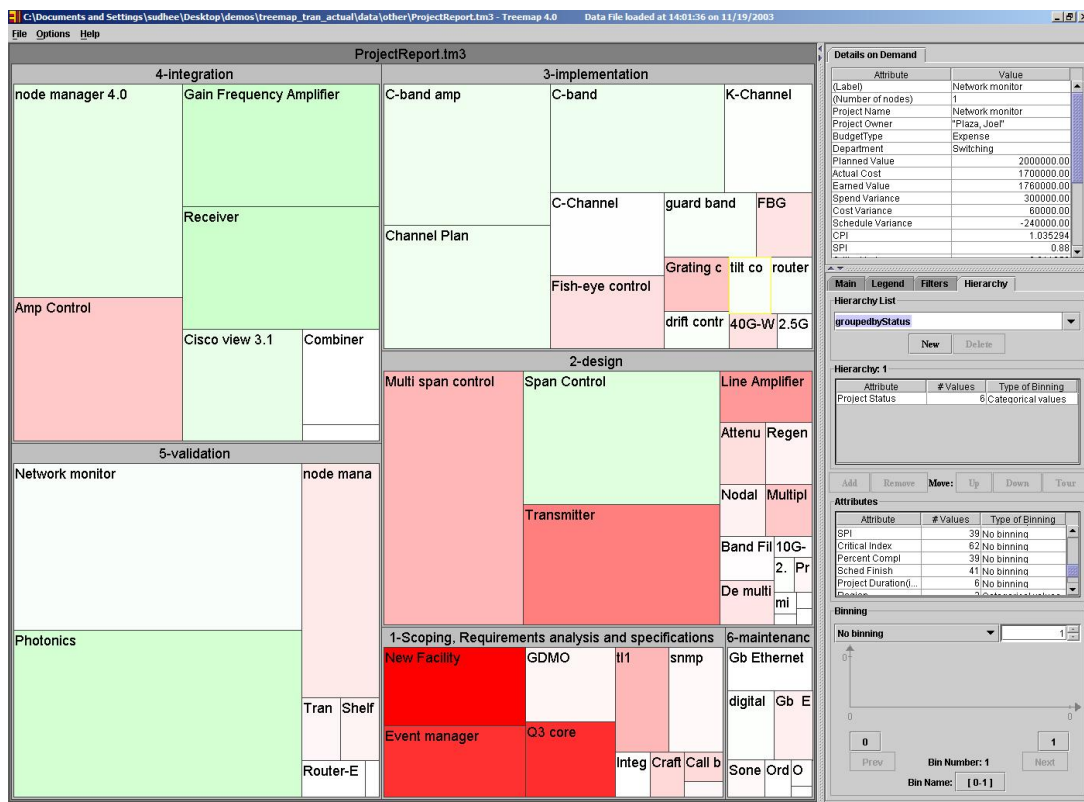 C:\Documents and Settings\sudhee\Desktop\demos\treemap_tran_actual\data\other\ProjectReport.tm3 - Treemap 4.0 Data File loaded at 14:01:36 on 11/19/2003
File Options Help
ProjectReport.tm3
4-integration
node manager 4.0
Gain Frequency Amplifier
Receiver
Amp Control
Cisco view 3.1
Combiner
3-implementation
C-band amp
C-band
K-Channel
C-Channel
guard band
FBG
Channel Plan
Grating c
tilt co
router
Fish-eye control
drift contr
40G-W
2.5G
2-design
Multi span control
Span Control
Line Amplifier
Attenu
Regen
Nodal
Multipl
Transmitter
Band Fil
10G-
2.
Pr
De multi
mi
5-validation
Network monitor
node mana
Photonics
Tran
Shelf
Router-E
1-Scoping, Requirements analysis and specifications
New Facility
GDMO
tl1
snmp
Event manager
Q3 core
Integ
Craft
Call b
6-maintenanc
Gb Ethernet
digital
Gb E
Sone
Ord
O
Details on Demand
Attribute Value
(Label) Network monitor
(Number of nodes) 1
Project Name Network monitor
Project Owner "Plaza, Joel"
BudgetType Expense
Department Switching
Planned Value 2000000.00
Actual Cost 1700000.00
Earned Value 1760000.00
Spend Variance 300000.00
Cost Variance 60000.00
Schedule Variance -240000.00
CPI 1.035294
SPI 0.88
Main Legend Filters Hierarchy
Hierarchy List
groupedbyStatus
New Delete
Hierarchy: 1
Attribute # Values Type of Binning
Project Status 6 Categorical values
Add Remove Move: Up Down Tour
Attributes
Attribute # Values Type of Binning
SPI 39 No binning
Critical Index 62 No binning
Percent Compl 39 No binning
Sched Finish 41 No binning
Project Duration(i... 6 No binning
Binning
No binning 1
0
0 0
0 1
Prev Bin Number: 1 Next
Bin Name: [ 0-1 ]